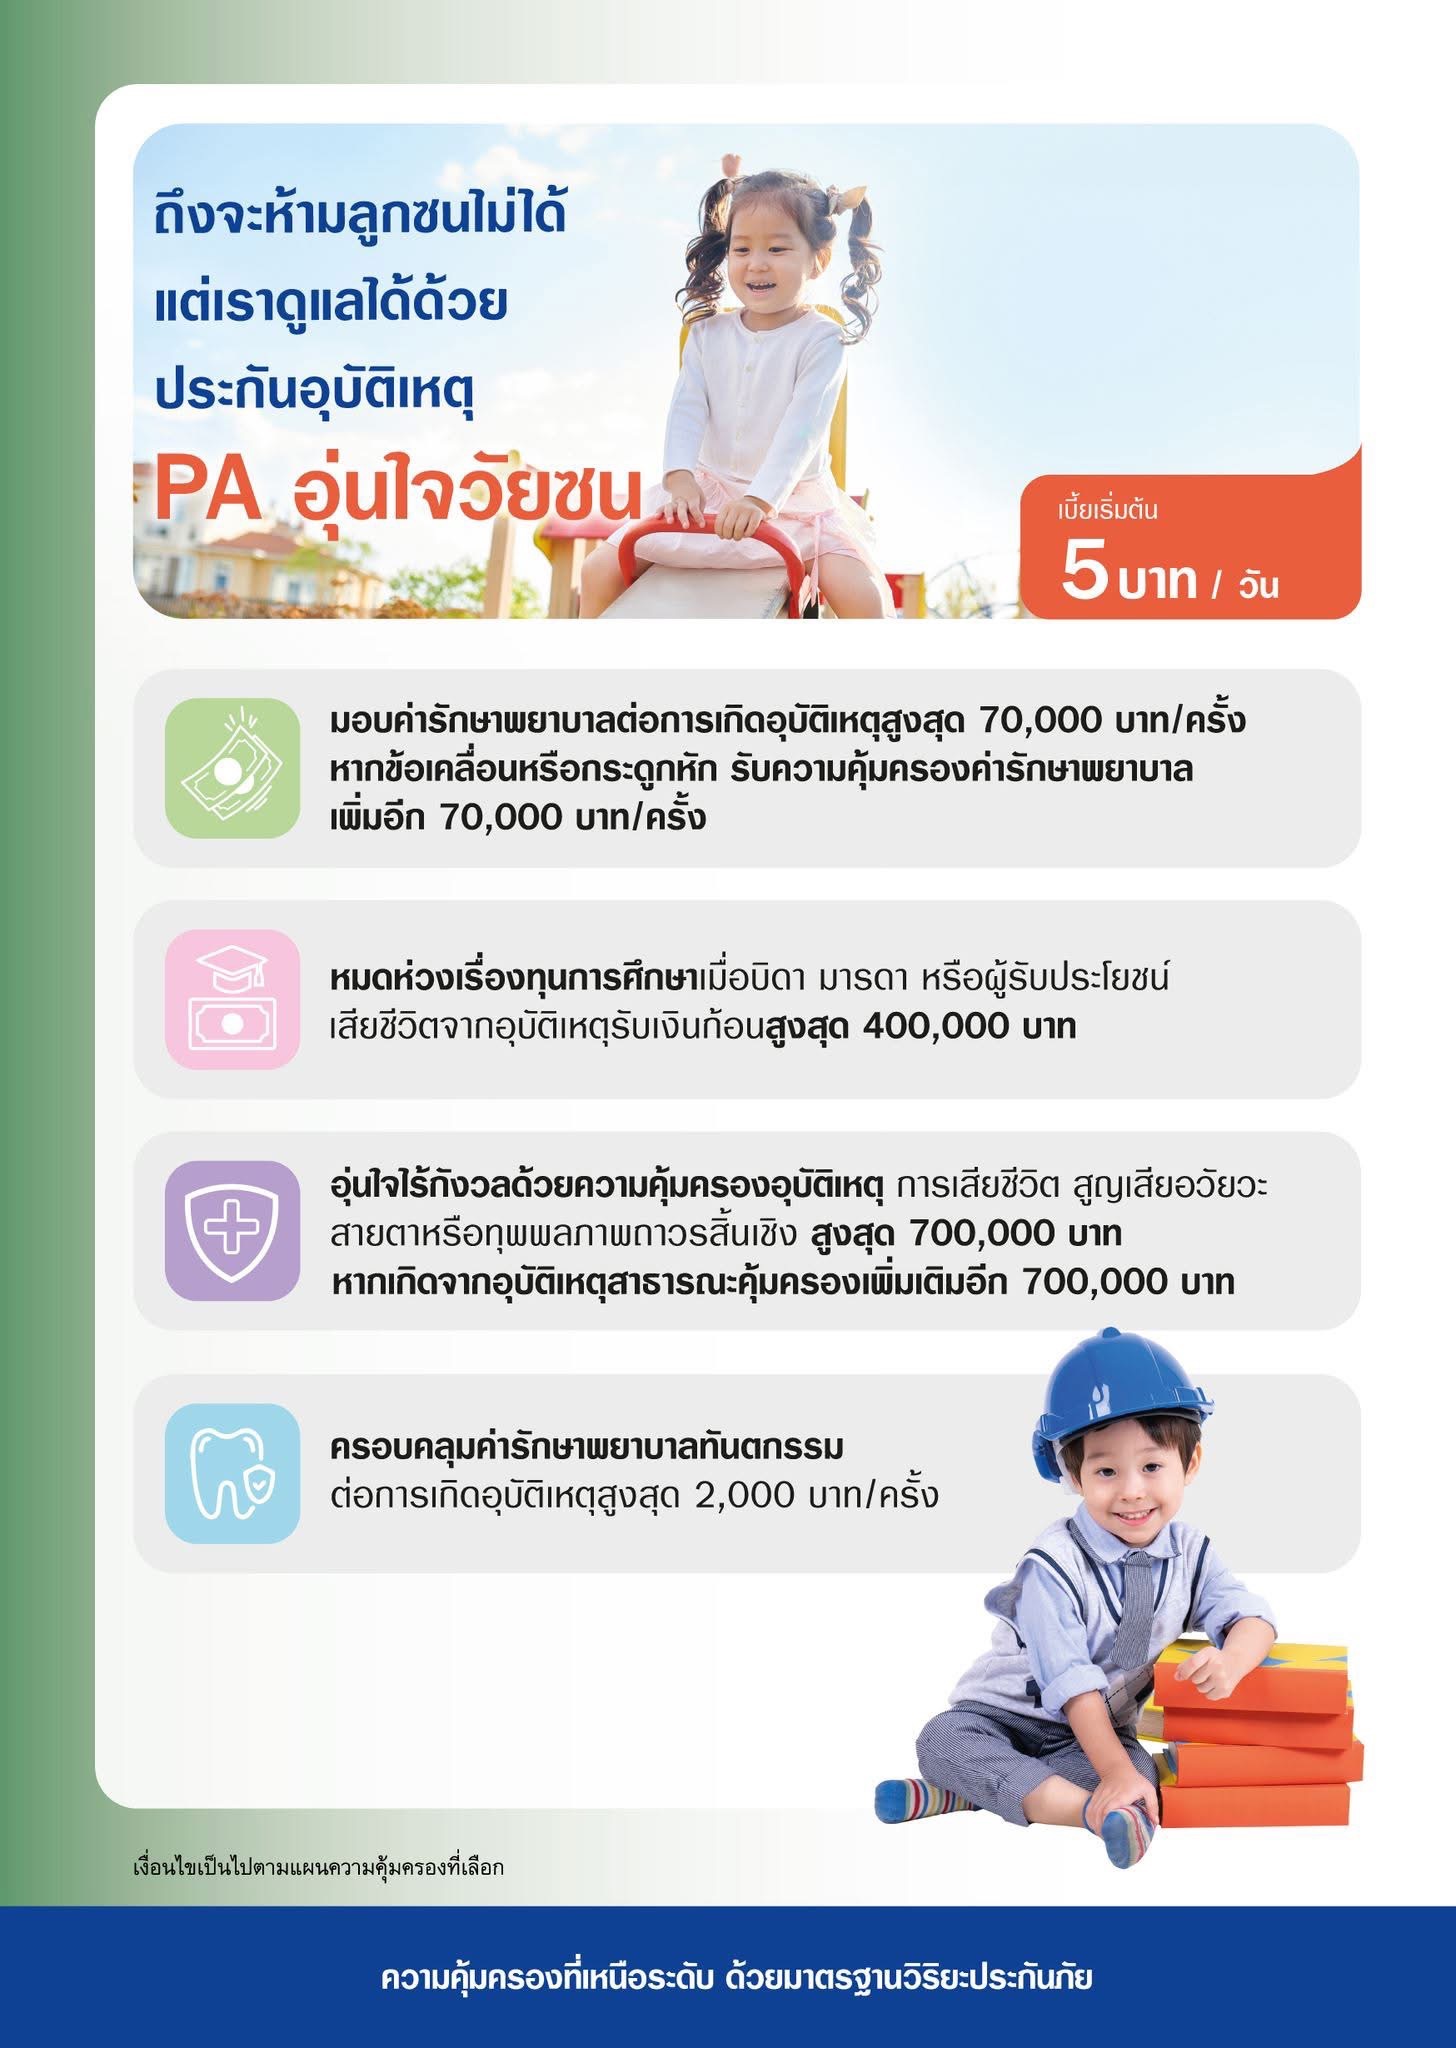 ถึงจะห้ามลูกซนไม่ได้
แต่เราดูแลได้ด้วย
ประกันอุบัติเหตุ
PA อุ่นใจวัยซน
เบี้ยเริ่มต้น
5 บาท / วัน
มอบค่ารักษาพยาบาลต่อการเกิดอุบัติเหตุสูงสุด 70,000 บาท/ครั้ง
หากข้อเคลื่อนหรือกระดูกหัก รับความคุ้มครองค่ารักษาพยาบาล
เพิ่มอีก 70,000 บาท/ครั้ง
หมดห่วงเรื่องทุนการศึกษาเมื่อบิดา มารดา หรือผู้รับประโยชน์
เสียชีวิตจากอุบัติเหตุรับเงินก้อนสูงสุด 400,000 บาท
อุ่นใจไร้กังวลด้วยความคุ้มครองอุบัติเหตุ การเสียชีวิต สูญเสียอวัยวะ
สายตาหรือทุพพลภาพถาวรสิ้นเชิง สูงสุด 700,000 บาท
หากเกิดจากอุบัติเหตุสาธารณะคุ้มครองเพิ่มเติมอีก 700,000 บาท
ครอบคลุมค่ารักษาพยาบาลทันตกรรม
ต่อการเกิดอุบัติเหตุสูงสุด 2,000 บาท/ครั้ง
เงื่อนไขเป็นไปตามแผนความคุ้มครองที่เลือก
ความคุ้มครองที่เหนือระดับ ด้วยมาตรฐานวิริยะประกันภัย